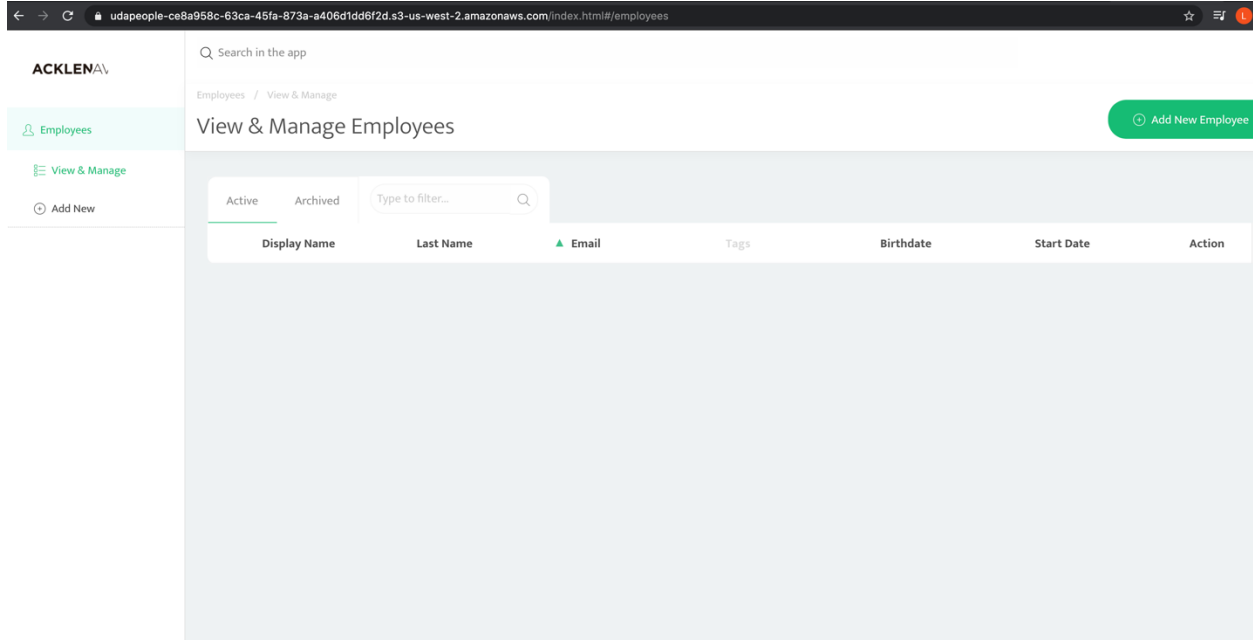 udapeople-ce8a958c-63ca-45fa-873a-a406d1dd6f2d.s3-us-west-2.amazonaws.com/index.html#/employees
L
ACKLENAV
Search in the app
Employees / View & Manage
View & Manage Employees
Add New Employee
Employees
View & Manage
Add New
Active Archived Type to filter...
Display Name Last Name Email Tags Birthdate Start Date Action